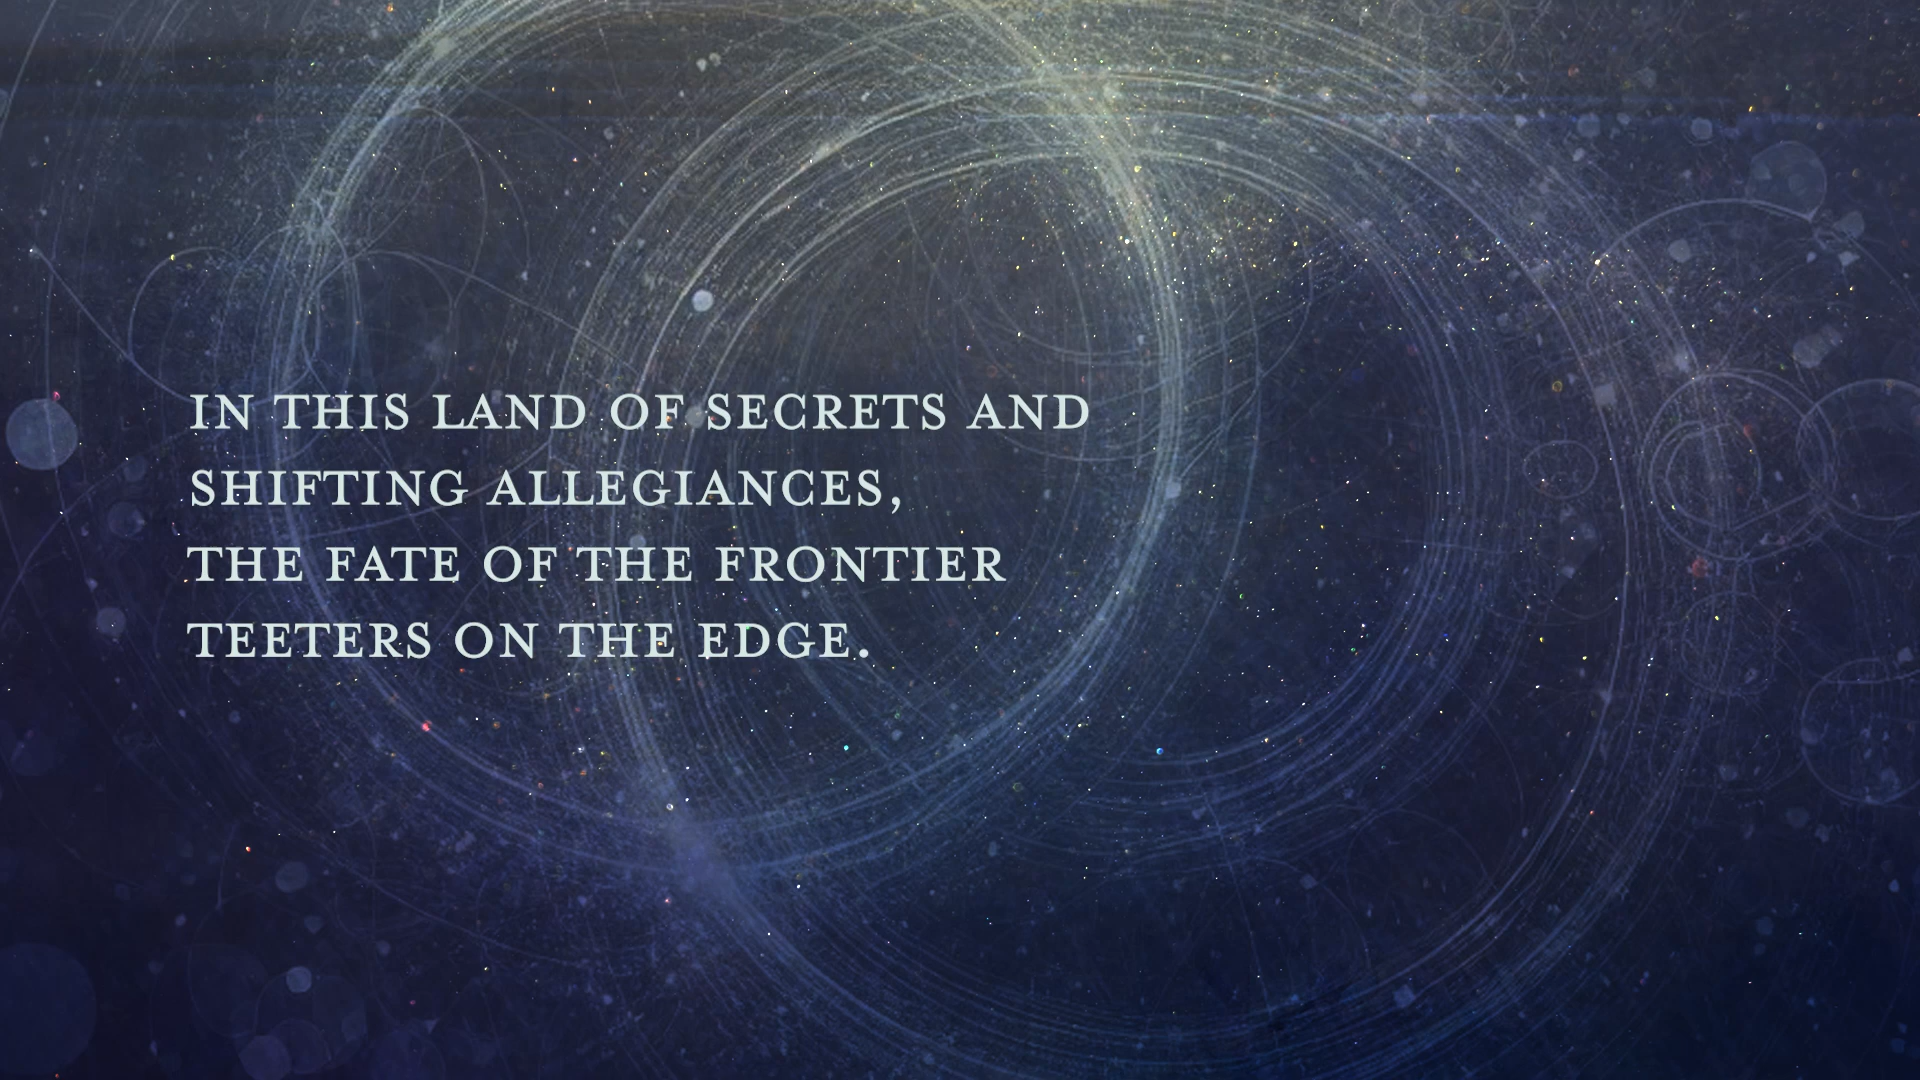 IN THIS LAND OF SECRETS AND
SHIFTING ALLEGIANCES,
THE FATE OF THE FRONTIER
TEETERS ON THE EDGE.